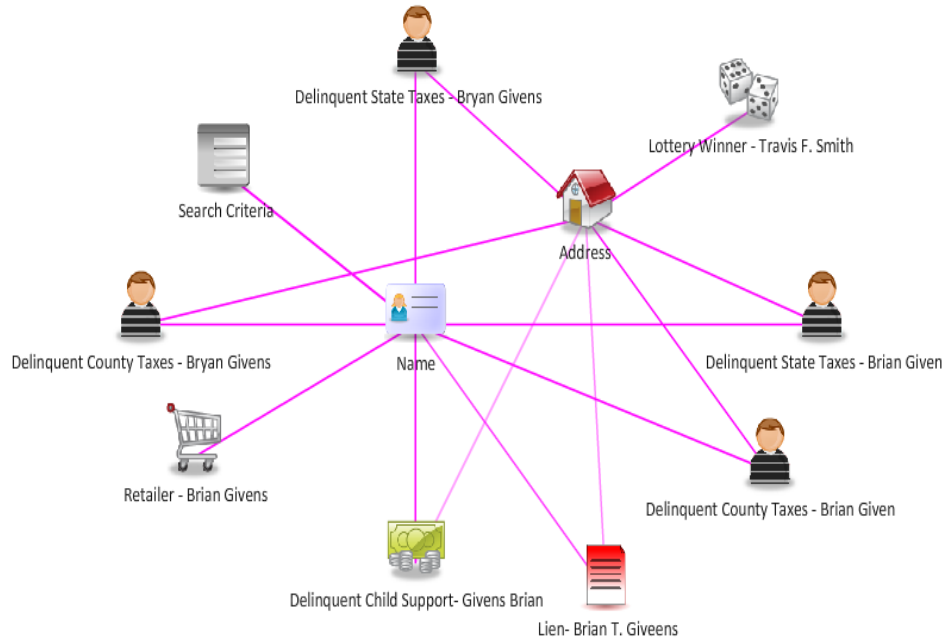 Delinquent State Taxes - Bryan Givens
Lottery Winner - Travis F. Smith
Search Criteria
Address
Delinquent County Taxes - Bryan Givens
Name
Delinquent State Taxes - Brian Given
Retailer - Brian Givens
Delinquent County Taxes - Brian Given
Delinquent Child Support- Givens Brian
Lien- Brian T. Giveens